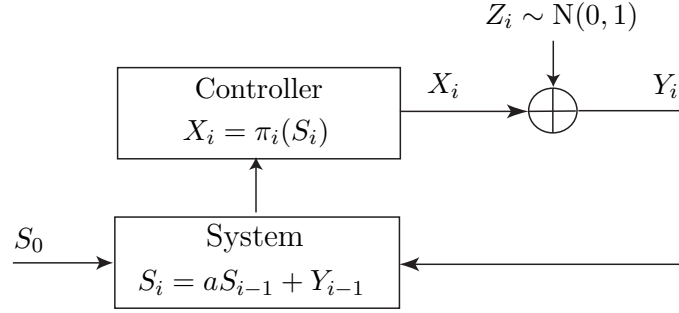 Z_i ∼ N(0, 1)
Controller
X_i = π_i(S_i)
X_i
Y_i
S_0
System
S_i = aS_{i−1} + Y_{i−1}